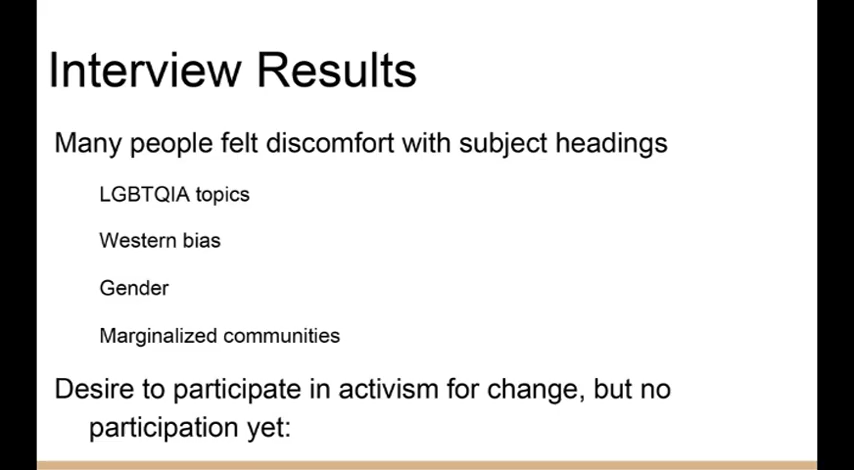 Interview Results
Many people felt discomfort with subject headings
LGBTQIA topics
Western bias
Gender
Marginalized communities
Desire to participate in activism for change, but no
participation yet: